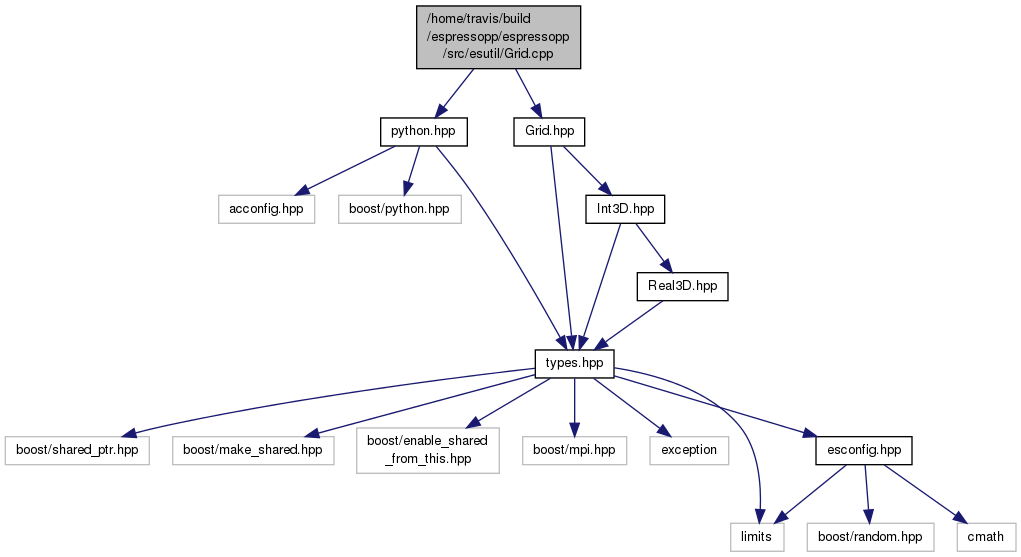 /home/travis/build
/espressopp/espressopp
/src/esutil/Grid.cpp
python.hpp
Grid.hpp
acconfig.hpp
boost/python.hpp
Int3D.hpp
Real3D.hpp
types.hpp
boost/shared_ptr.hpp
boost/make_shared.hpp
boost/enable_shared
_from_this.hpp
boost/mpi.hpp
exception
esconfig.hpp
limits
boost/random.hpp
cmath